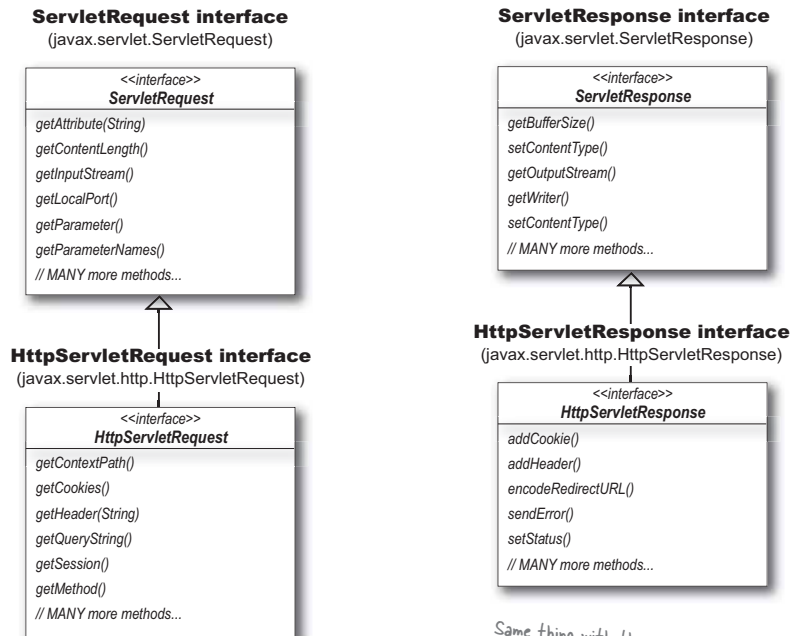 ServletRequest interface
(javax.servlet.ServletRequest)
<<interface>>
ServletRequest
getAttribute(String)
getContentLength()
getInputStream()
getLocalPort()
getParameter()
getParameterNames()
// MANY more methods...
HttpServletRequest interface
(javax.servlet.http.HttpServletRequest)
<<interface>>
HttpServletRequest
getContextPath()
getCookies()
getHeader(String)
getQueryString()
getSession()
getMethod()
// MANY more methods...
ServletResponse interface
(javax.servlet.ServletResponse)
<<interface>>
ServletResponse
getBufferSize()
setContentType()
getOutputStream()
getWriter()
setContentType()
// MANY more methods...
HttpServletResponse interface
(javax.servlet.http.HttpServletResponse)
<<interface>>
HttpServletResponse
addCookie()
addHeader()
encodeRedirectURL()
sendError()
setStatus()
// MANY more methods...
Same thing with